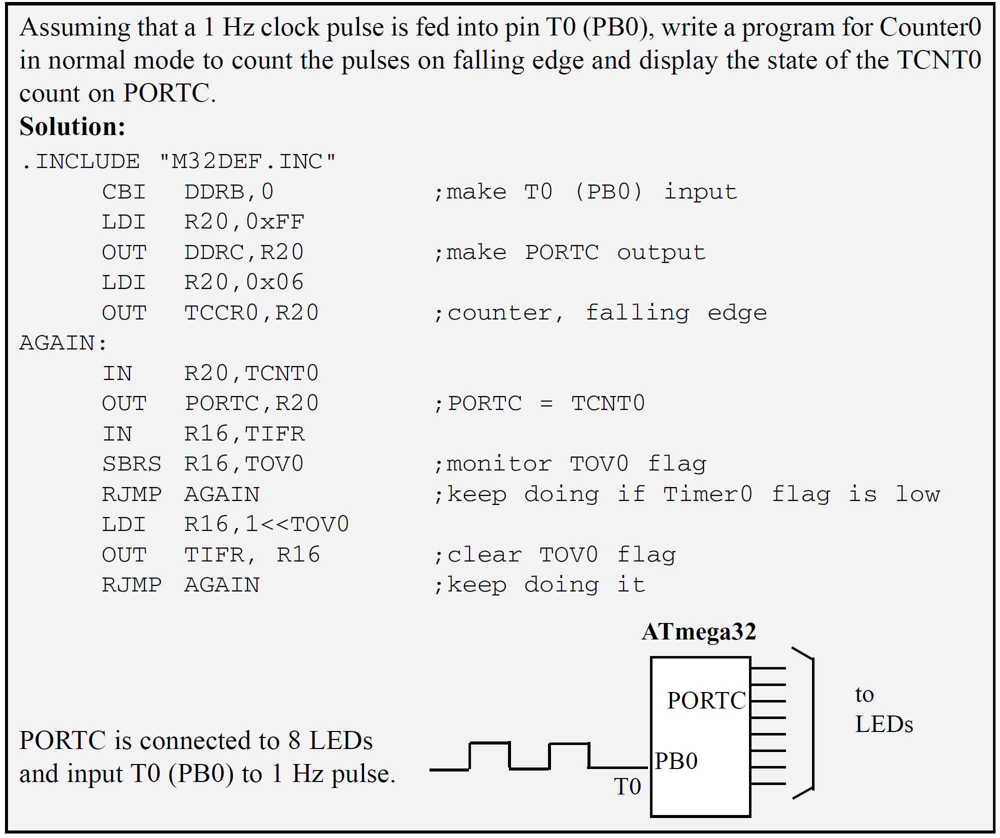 Assuming that a 1 Hz clock pulse is fed into pin T0 (PB0), write a program for Counter0
in normal mode to count the pulses on falling edge and display the state of the TCNT0
count on PORTC.
Solution:
.INCLUDE "M32DEF.INC"
CBI DDRB,0 ;make T0 (PB0) input
LDI R20,0xFF
OUT DDRC,R20 ;make PORTC output
LDI R20,0x06
OUT TCCR0,R20 ;counter, falling edge
AGAIN:
IN R20,TCNT0
OUT PORTC,R20 ;PORTC = TCNT0
IN R16,TIFR
SBRS R16,TOV0 ;monitor TOV0 flag
RJMP AGAIN ;keep doing if Timer0 flag is low
LDI R16,1<<TOV0
OUT TIFR, R16 ;clear TOV0 flag
RJMP AGAIN ;keep doing it
ATmega32
PORTC
to
LEDs
PORTC is connected to 8 LEDs
and input T0 (PB0) to 1 Hz pulse.
PB0
T0